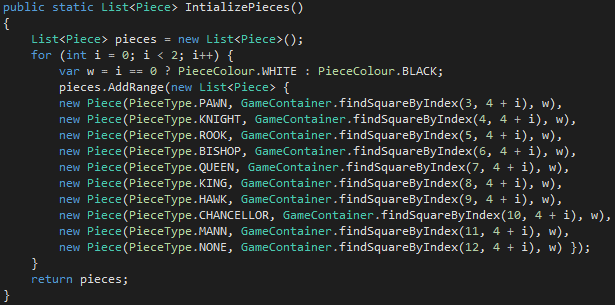 public static List<Piece> IntializePieces()
{
List<Piece> pieces = new List<Piece>();
for (int i = 0; i < 2; i++) {
var w = i == 0 ? PieceColour.WHITE : PieceColour.BLACK;
pieces.AddRange(new List<Piece> {
new Piece(PieceType.PAWN, GameContainer.findSquareByIndex(3, 4 + i), w),
new Piece(PieceType.KNIGHT, GameContainer.findSquareByIndex(4, 4 + i), w),
new Piece(PieceType.ROOK, GameContainer.findSquareByIndex(5, 4 + i), w),
new Piece(PieceType.BISHOP, GameContainer.findSquareByIndex(6, 4 + i), w),
new Piece(PieceType.QUEEN, GameContainer.findSquareByIndex(7, 4 + i), w),
new Piece(PieceType.KING, GameContainer.findSquareByIndex(8, 4 + i), w),
new Piece(PieceType.HAWK, GameContainer.findSquareByIndex(9, 4 + i), w),
new Piece(PieceType.CHANCELLOR, GameContainer.findSquareByIndex(10, 4 + i), w),
new Piece(PieceType.MANN, GameContainer.findSquareByIndex(11, 4 + i), w),
new Piece(PieceType.NONE, GameContainer.findSquareByIndex(12, 4 + i), w) });
}
return pieces;
}